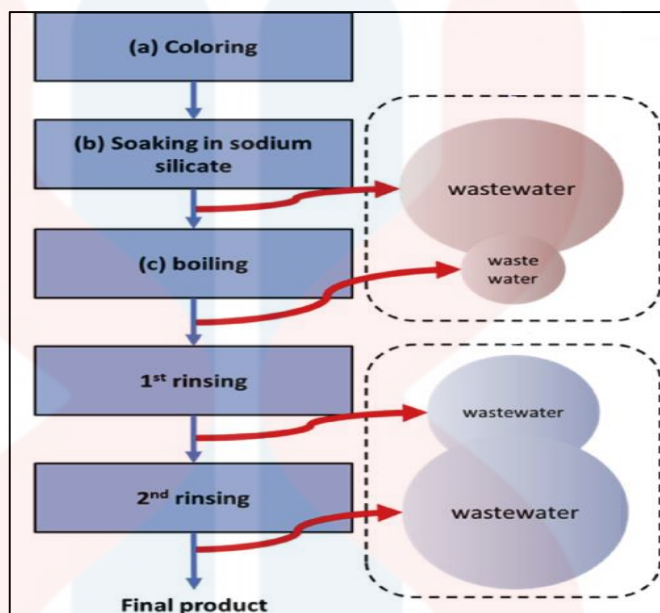 (a) Coloring
(b) Soaking in sodium
silicate
wastewater
(c) boiling
waste
water
1st rinsing
wastewater
2nd rinsing
wastewater
Final product